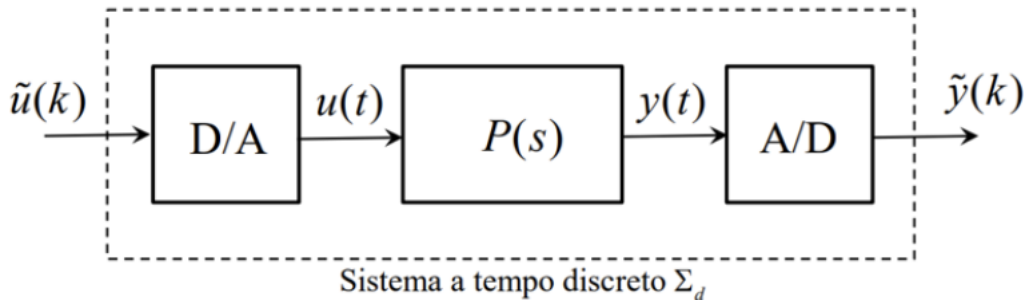 ũ(k) D/A u(t) P(s) y(t) A/D ỹ(k)
Sistema a tempo discreto Σ_d